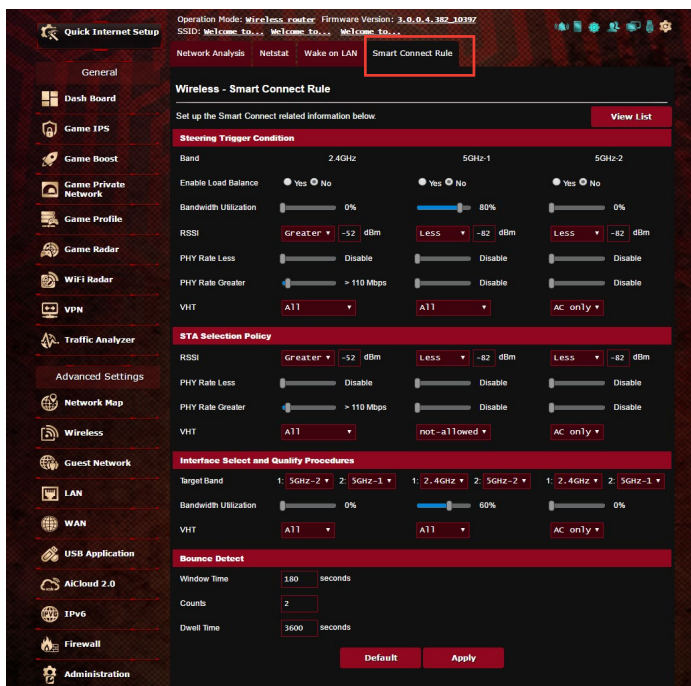 Quick Internet Setup
General
Dash Board
Game IPS
Game Boost
Game Private
Network
Game Profile
Game Radar
WiFi Radar
VPN
Traffic Analyzer
Advanced Settings
Network Map
Wireless
Guest Network
LAN
WAN
USB Application
AiCloud 2.0
IPv6
Firewall
Administration
Operation Mode: Wireless router Firmware Version: 3.0.0.4.382_10397
SSID: Welcome to... Welcome to... Welcome to...
Network Analysis Netstat Wake on LAN Smart Connect Rule
Wireless - Smart Connect Rule
Set up the Smart Connect related information below. View List
Steering Trigger Condition
Band 2.4GHz 5GHz-1 5GHz-2
Enable Load Balance Yes No Yes No Yes No
Bandwidth Utilization 0% 80% 0%
RSSI Greater -52 dBm Less -82 dBm Less -82 dBm
PHY Rate Less Disable Disable Disable
PHY Rate Greater > 110 Mbps Disable Disable
VHT All All AC only
STA Selection Policy
RSSI Greater -52 dBm Less -82 dBm Less -82 dBm
PHY Rate Less Disable Disable Disable
PHY Rate Greater > 110 Mbps Disable Disable
VHT All not-allowed AC only
Interface Select and Quality Procedures
Target Band 1: 5GHz-2 2: 5GHz-1 1: 2.4GHz 2: 5GHz-2 1: 2.4GHz 2: 5GHz-1
Bandwidth Utilization 0% 60% 0%
VHT All All AC only
Bounce Detect
Window Time 180 seconds
Counts 2
Dwell Time 3600 seconds
Default Apply